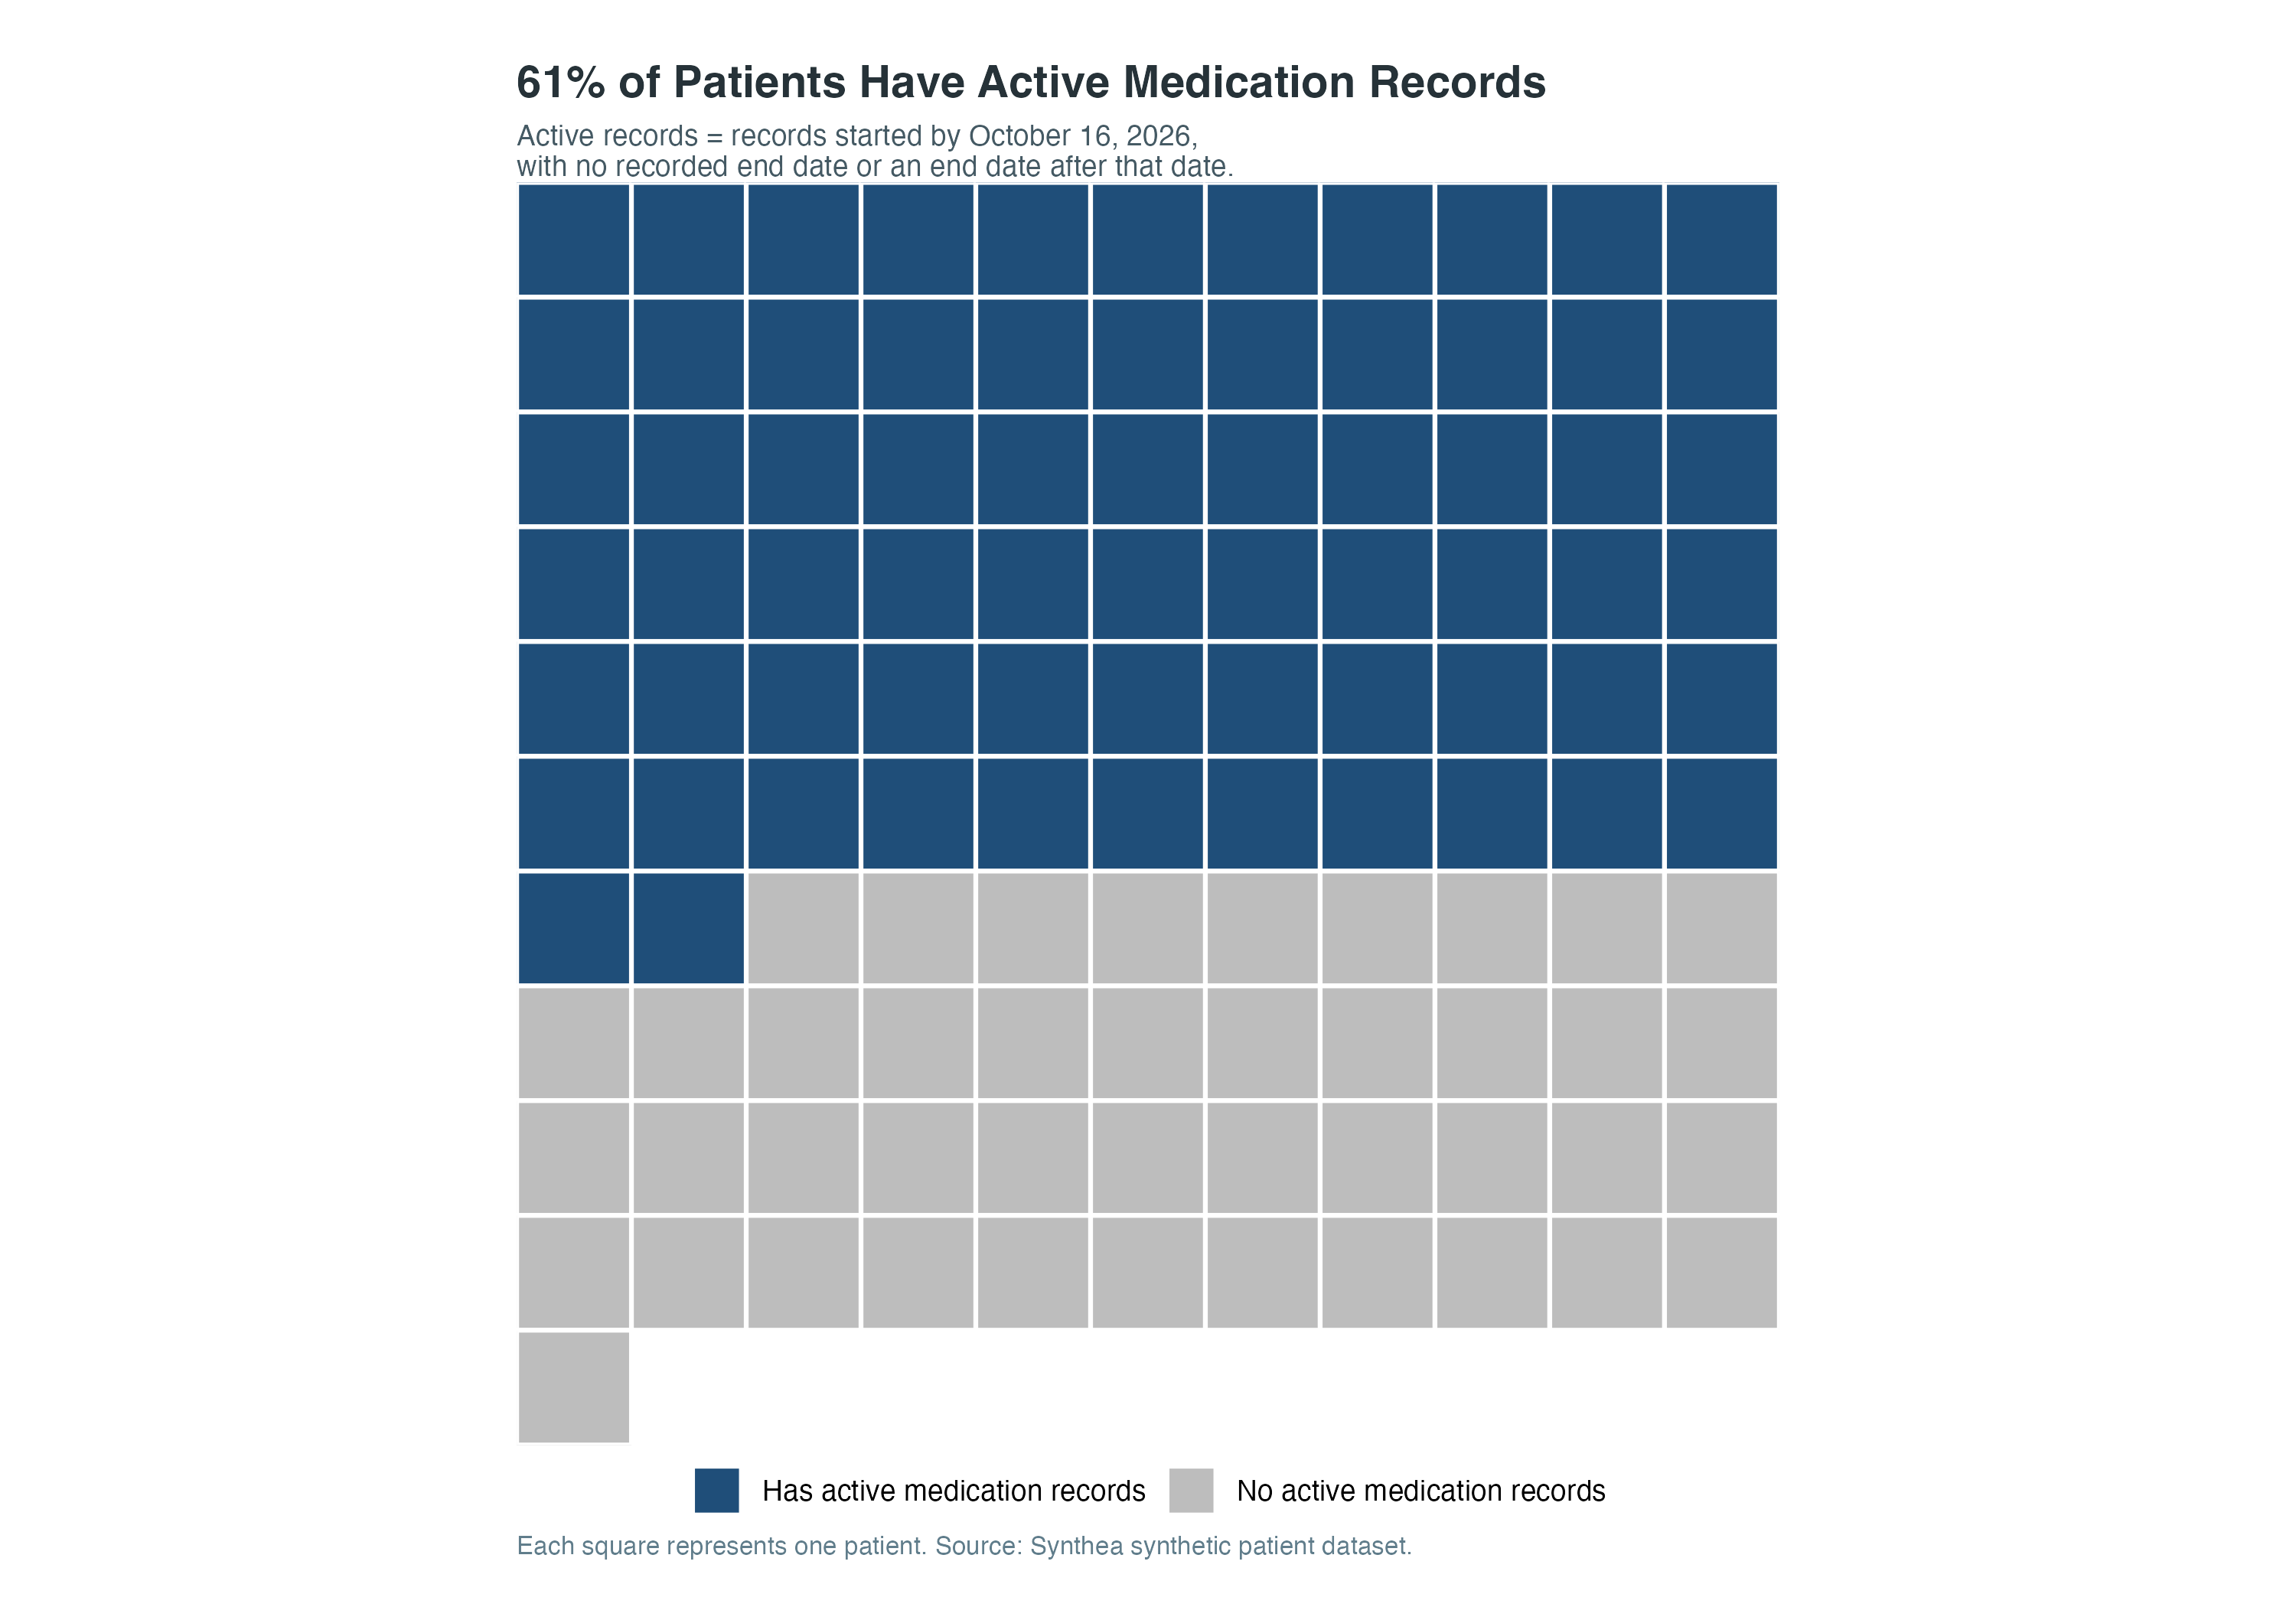 61% of Patients Have Active Medication Records
Active records = records started by October 16, 2026,
with no recorded end date or an end date after that date.
Has active medication records
No active medication records
Each square represents one patient. Source: Synthea synthetic patient dataset.